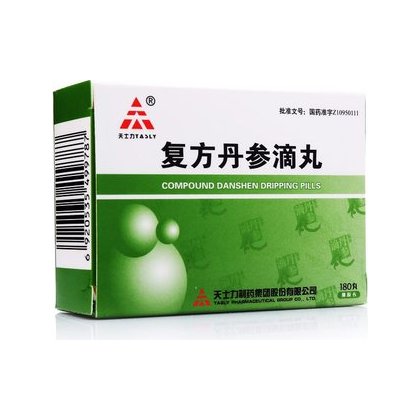 天士力TASLY
®
批准文号：国药准字Z10950111
复方丹参滴丸
COMPOUND DANSHEN DRIPPING PILLS
天士力制药集团股份有限公司
TASLY PHARMACEUTICAL GROUP CO., LTD.
180丸
6920535499787